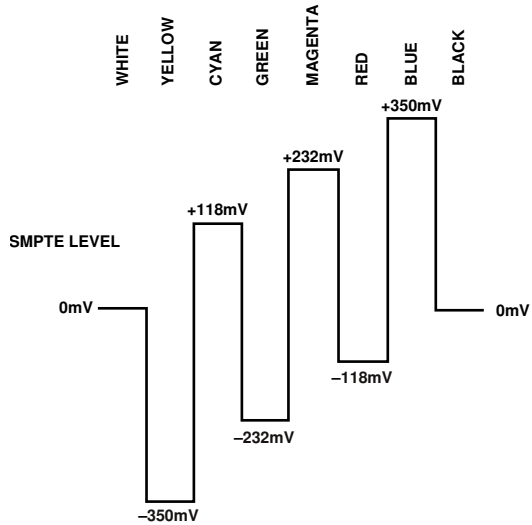 WHITE
YELLOW
CYAN
GREEN
MAGENTA
RED
BLUE
BLACK
+350mV
+232mV
+118mV
SMPTE LEVEL
0mV
0mV
–118mV
–232mV
–350mV